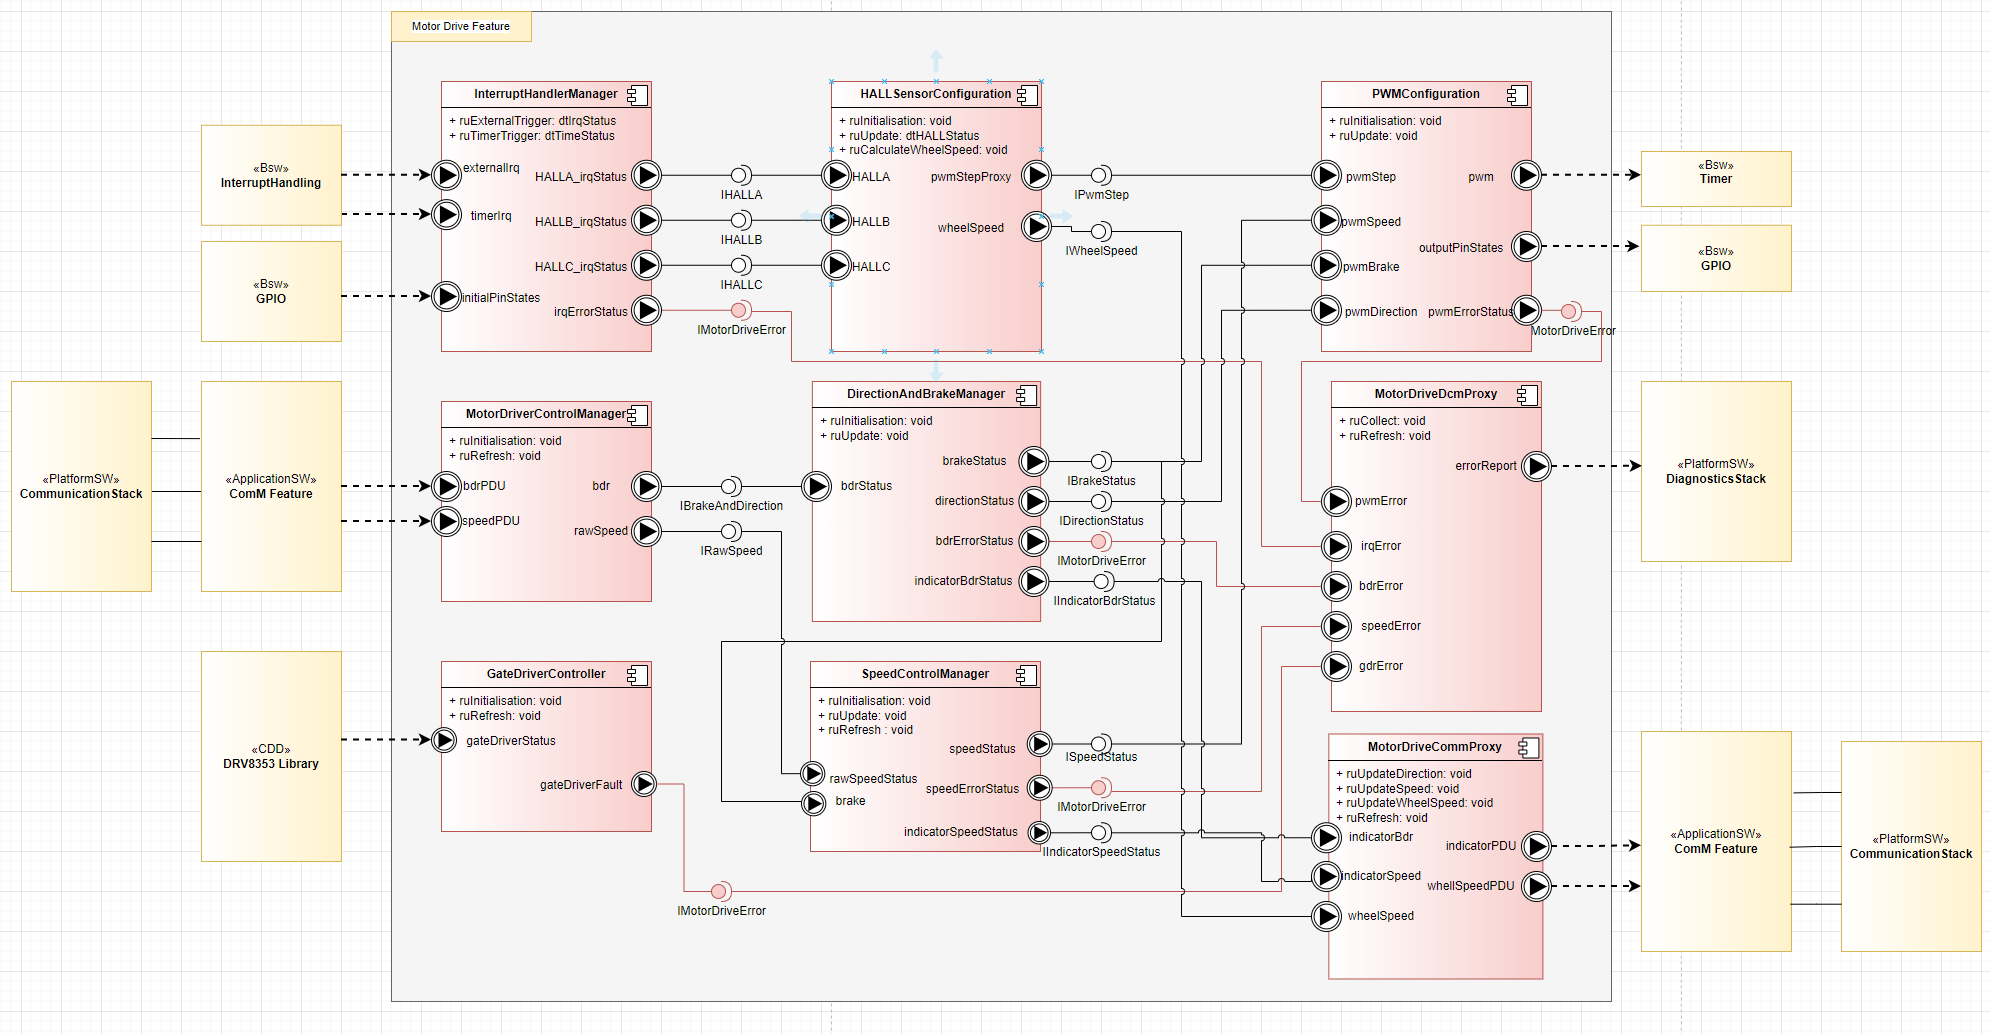 Motor Drive Feature
«Bsw»
InterruptHandling
«Bsw»
GPIO
«PlatformSW»
CommunicationStack
«ApplicationSW»
ComM Feature
«CDD»
DRV8353 Library
InterruptHandlerManager
+ ruExternalTrigger: dtIrqStatus
+ ruTimerTrigger: dtTimeStatus
externalIrq
timerIrq
initialPinStates
HALLA_irqStatus
HALLB_irqStatus
HALLC_irqStatus
irqErrorStatus
IHALLA
IHALLB
IHALLC
IMotorDriveError
HALLSensorConfiguration
+ ruInitialisation: void
+ ruUpdate: dtHALLStatus
+ ruCalculateWheelSpeed: void
HALLA
HALLB
HALLC
pwmStepProxy
wheelSpeed
IPwmStep
IWheelSpeed
PWMConfiguration
+ ruInitialisation: void
+ ruUpdate: void
pwmStep
pwmSpeed
pwmBrake
pwmDirection
pwm
outputPinStates
pwmErrorStatus
MotorDriveError
«Bsw»
Timer
«Bsw»
GPIO
MotorDriverControlManager
+ ruInitialisation: void
+ ruRefresh: void
bdrPDU
speedPDU
bdr
rawSpeed
IBrakeAndDirection
IRawSpeed
DirectionAndBrakeManager
+ ruInitialisation: void
+ ruUpdate: void
bdrStatus
brakeStatus
directionStatus
bdrErrorStatus
indicatorBdrStatus
IBrakeStatus
IDirectionStatus
IMotorDriveError
IIndicatorBdrStatus
MotorDriveDcmProxy
+ ruCollect: void
+ ruRefresh: void
errorReport
pwmError
irqError
bdrError
speedError
gdrError
«PlatformSW»
DiagnosticsStack
GateDriverController
+ ruInitialisation: void
+ ruRefresh: void
gateDriverStatus
gateDriverFault
IMotorDriveError
SpeedControlManager
+ ruInitialisation: void
+ ruUpdate: void
+ ruRefresh : void
rawSpeedStatus
brake
speedStatus
speedErrorStatus
indicatorSpeedStatus
ISpeedStatus
IMotorDriveError
IIndicatorSpeedStatus
MotorDriveCommProxy
+ ruUpdateDirection: void
+ ruUpdateSpeed: void
+ ruUpdateWheelSpeed: void
+ ruRefresh: void
indicatorBdr
indicatorSpeed
wheelSpeed
indicatorPDU
whellSpeedPDU
«ApplicationSW»
ComM Feature
«PlatformSW»
CommunicationStack